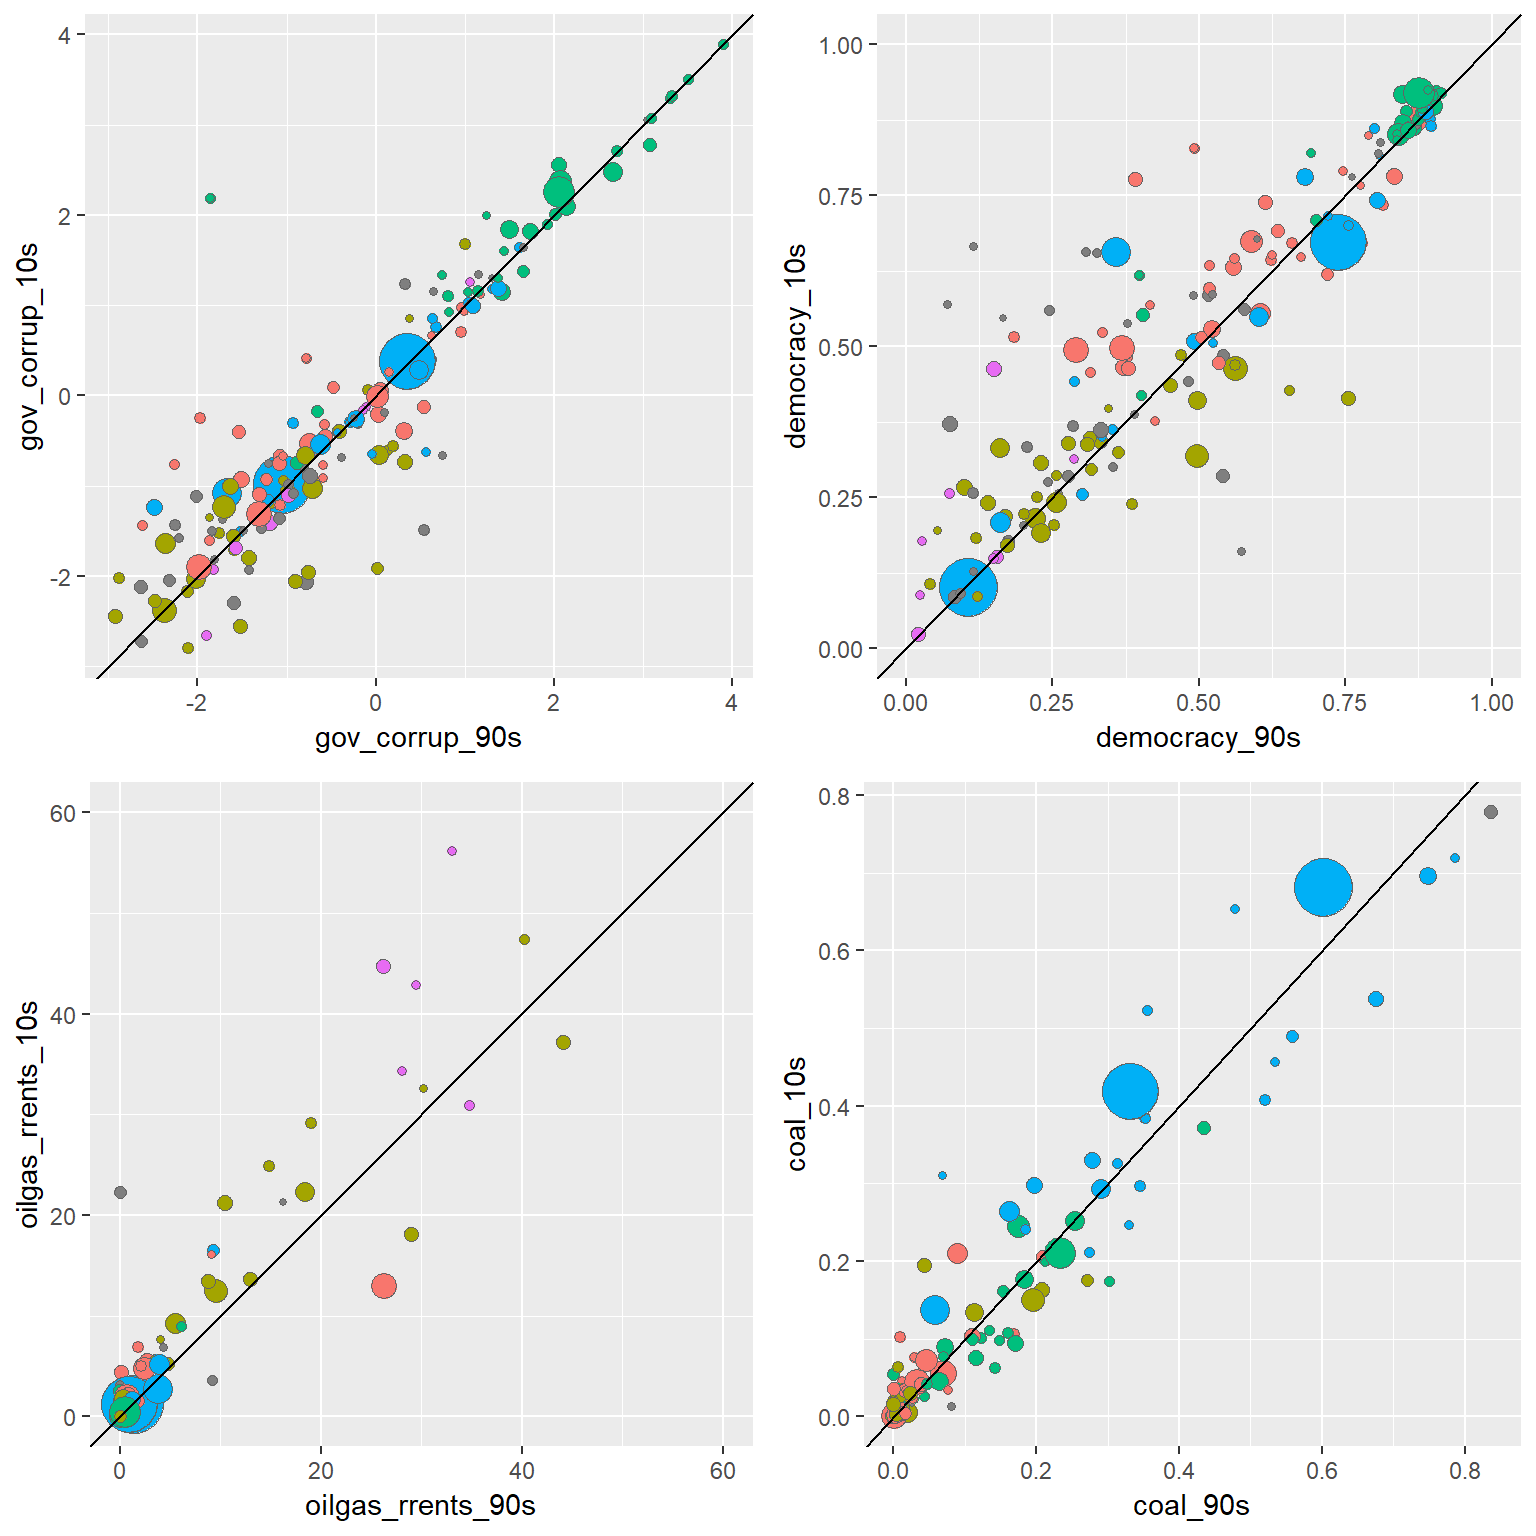 4
2
0
-2
gov_corrup_10s
-2 0 2 4
gov_corrup_90s
1.00
0.75
0.50
0.25
0.00
democracy_10s
0.00 0.25 0.50 0.75 1.00
democracy_90s
60
40
20
0
oilgas_rrents_10s
0 20 40 60
oilgas_rrents_90s
0.8
0.6
0.4
0.2
0.0
coal_10s
0.0 0.2 0.4 0.6 0.8
coal_90s